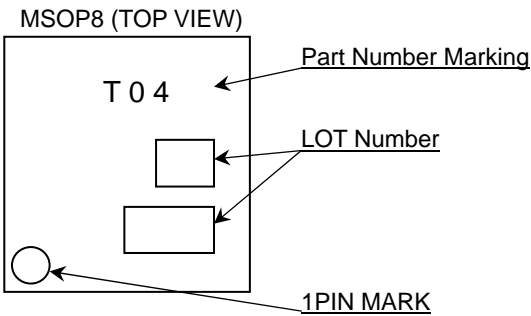 MSOP8 (TOP VIEW)
Part Number Marking
T 0 4
LOT Number
1PIN MARK